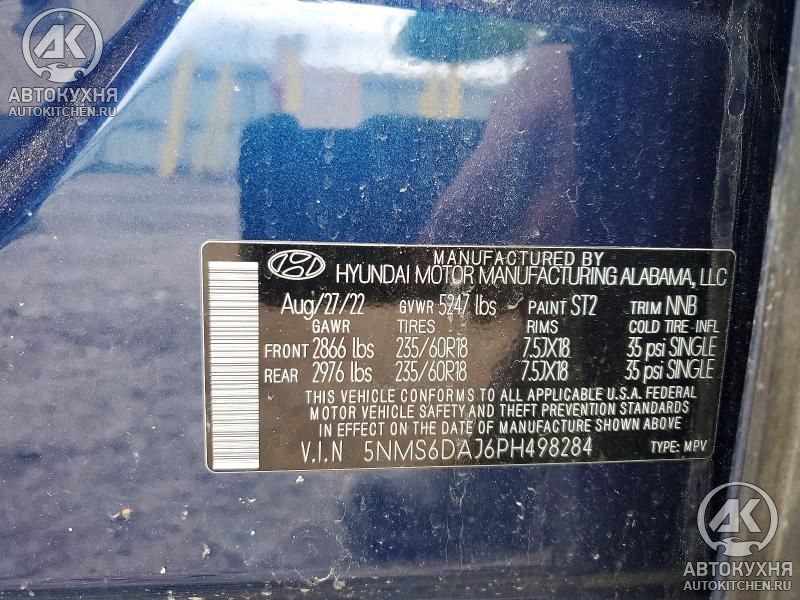 AK
АВТОКУХНЯ
AUTOKITCHEN.RU
MANUFACTURED BY
HYUNDAI MOTOR MANUFACTURING ALABAMA, LLC
Aug/27/22 GVWR 5247 lbs PAINT ST2 TRIM NNB
GAWR TIRES RIMS COLD TIRE-INFL
FRONT 2866 lbs 235/60R18 7.5JX18 35 psi SINGLE
REAR 2976 lbs 235/60R18 7.5JX18 35 psi SINGLE
THIS VEHICLE CONFORMS TO ALL APPLICABLE U.S.A. FEDERAL
MOTOR VEHICLE SAFETY AND THEFT PREVENTION STANDARDS
IN EFFECT ON THE DATE OF MANUFACTURE SHOWN ABOVE
V.I.N 5NMS6DAJ6PH498284 TYPE: MPV
AK
АВТОКУХНЯ
AUTOKITCHEN.RU